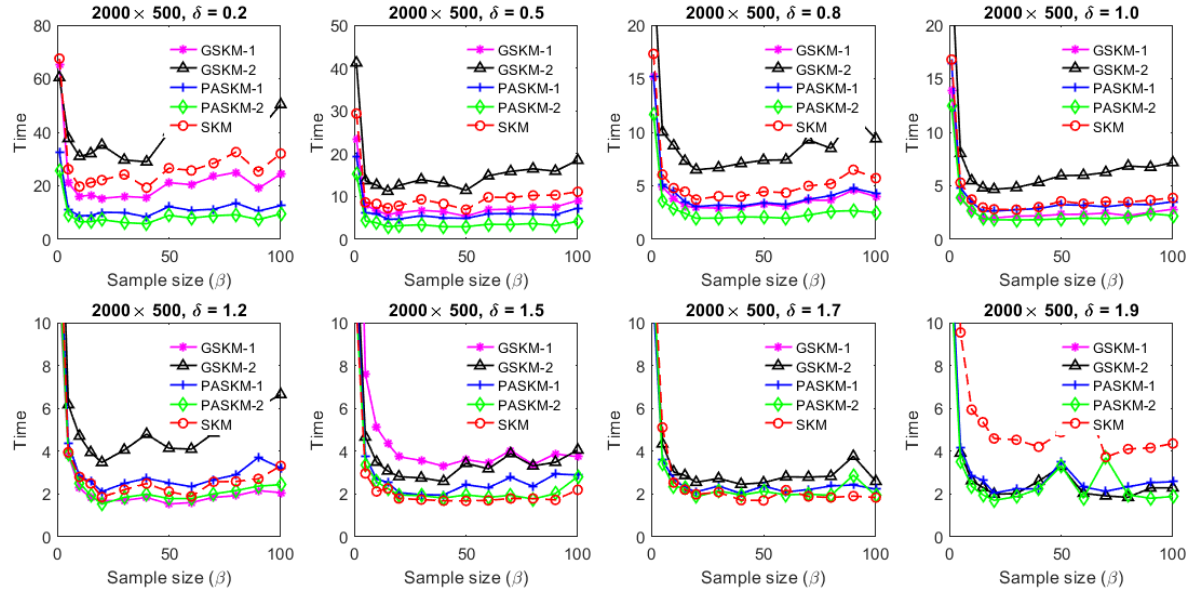 2000 × 500, δ = 0.2
80
60
40
20
0
0 50 100
Time
Sample size (β)
GSKM-1
GSKM-2
PASKM-1
PASKM-2
SKM
2000 × 500, δ = 0.5
50
40
30
20
10
0
0 50 100
Time
Sample size (β)
GSKM-1
GSKM-2
PASKM-1
PASKM-2
SKM
2000 × 500, δ = 0.8
20
15
10
5
0
0 50 100
Time
Sample size (β)
GSKM-1
GSKM-2
PASKM-1
PASKM-2
SKM
2000 × 500, δ = 1.0
20
15
10
5
0
0 50 100
Time
Sample size (β)
GSKM-1
GSKM-2
PASKM-1
PASKM-2
SKM
2000 × 500, δ = 1.2
10
8
6
4
2
0
0 50 100
Time
Sample size (β)
GSKM-1
GSKM-2
PASKM-1
PASKM-2
SKM
2000 × 500, δ = 1.5
10
8
6
4
2
0
0 50 100
Time
Sample size (β)
GSKM-1
GSKM-2
PASKM-1
PASKM-2
SKM
2000 × 500, δ = 1.7
10
8
6
4
2
0
0 50 100
Time
Sample size (β)
GSKM-1
GSKM-2
PASKM-1
PASKM-2
SKM
2000 × 500, δ = 1.9
10
8
6
4
2
0
0 50 100
Time
Sample size (β)
GSKM-1
GSKM-2
PASKM-1
PASKM-2
SKM